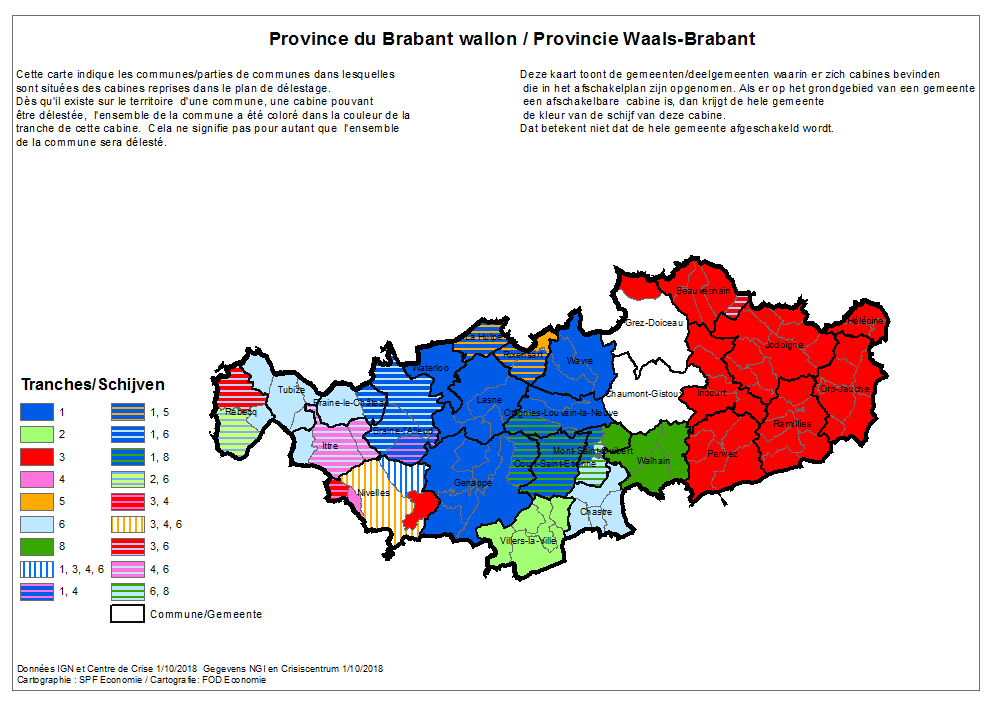 Province du Brabant wallon / Provincie Waals-Brabant
Cette carte indique les communes/parties de communes dans lesquelles
sont situées des cabines reprises dans le plan de délestage.
Dès qu'il existe sur le territoire d'une commune, une cabine pouvant
être délestée, l'ensemble de la commune a été coloré dans la couleur de la
tranche de cette cabine. Cela ne signifie pas pour autant que l'ensemble
de la commune sera délesté.
Deze kaart toont de gemeenten/deelgemeenten waarin er zich cabines bevinden
die in het afschakelplan zijn opgenomen. Als er op het grondgebied van een gemeente
een afschakelbare cabine is, dan krijgt de hele gemeente
de kleur van de schijf van deze cabine.
Dat betekent niet dat de hele gemeente afgeschakeld wordt.
Beauvechain
Hélécine
Grez-Doiceau
Jodoigne
La Hulpe
Rixensart
Wavre
Waterloo
Tubize
Orp-Jauche
Chaumont-Gistoux
Incourt
Lasne
Braine-le-Château
Rebecq
Ottignies-Louvain-la-Neuve
Ramillies
Braine-l'Alleud
Ittre
Mont-Saint-Guibert
Perwez
Walhain
Court-Saint-Etienne
Genappe
Nivelles
Chastre
Villers-la-Ville
Tranches/Schijven
1
2
3
4
5
6
8
1, 3, 4, 6
1, 4
1, 5
1, 6
1, 8
2, 6
3, 4
3, 4, 6
3, 6
4, 6
6, 8
Commune/Gemeente
Données IGN et Centre de Crise 1/10/2018 Gegevens NGI en Crisiscentrum 1/10/2018
Cartographie : SPF Economie / Cartografie: FOD Economie